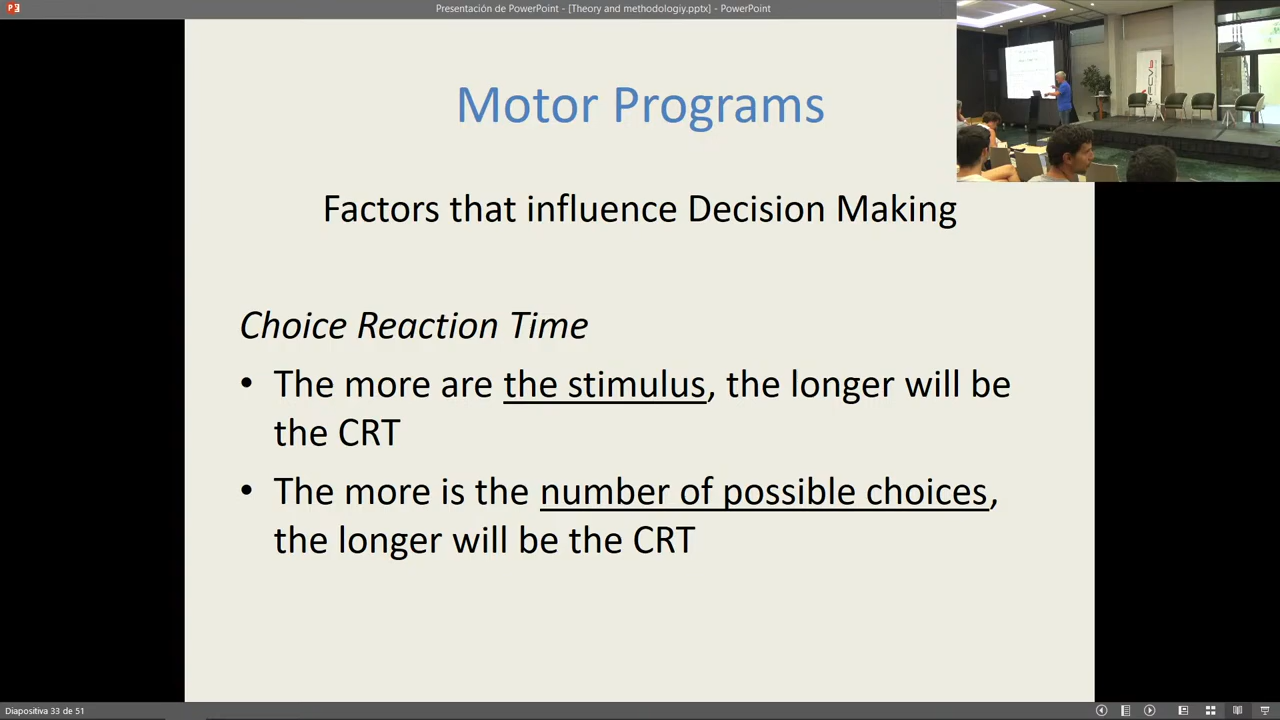 Presentación de PowerPoint - [Theory and methodologiy.pptx] - PowerPoint
Motor Programs
Factors that influence Decision Making
Choice Reaction Time
• The more are the stimulus, the longer will be
the CRT
• The more is the number of possible choices,
the longer will be the CRT
Diapositiva 33 de 51